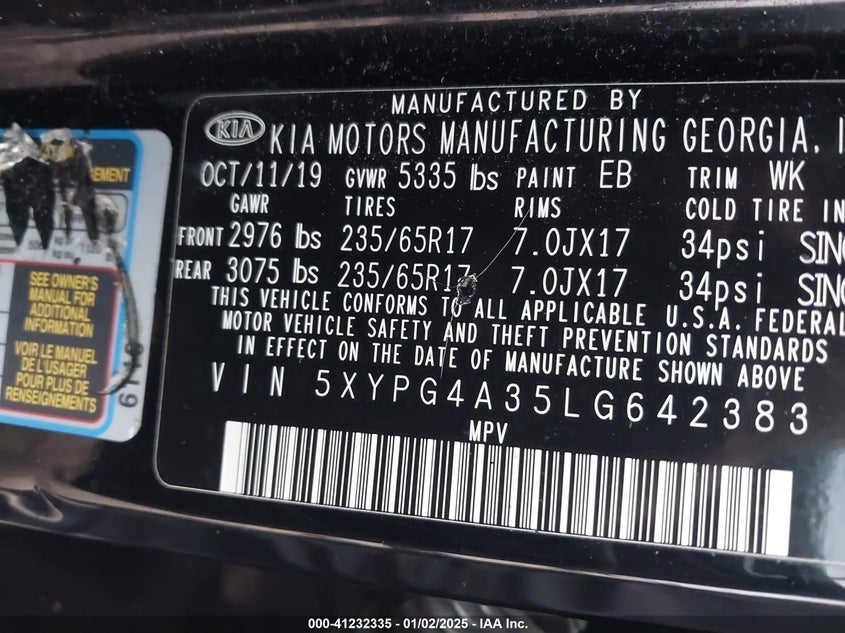 MANUFACTURED BY
KIA KIA MOTORS MANUFACTURING GEORGIA, I
OCT/11/19 GVWR 5335 lbs PAINT EB TRIM WK
GAWR TIRES RIMS COLD TIRE IN
FRONT 2976 lbs 235/65R17 7.0JX17 34psi SING
REAR 3075 lbs 235/65R17 7.0JX17 34psi SING
THIS VEHICLE CONFORMS TO ALL APPLICABLE U.S.A. FEDERAL
MOTOR VEHICLE SAFETY AND THEFT PREVENTION STANDARDS
IN EFFECT ON THE DATE OF MANUFACTURE SHOWN ABOVE
VIN 5XYPG4A35LG642383
MPV
SEE OWNER'S
MANUAL FOR
ADDITIONAL
INFORMATION
VOIR LE MANUEL
DE L'USAGER
POUR PLUS DE
RENSEIGNEMENTS
000-41232335 - 01/02/2025 - IAA Inc.